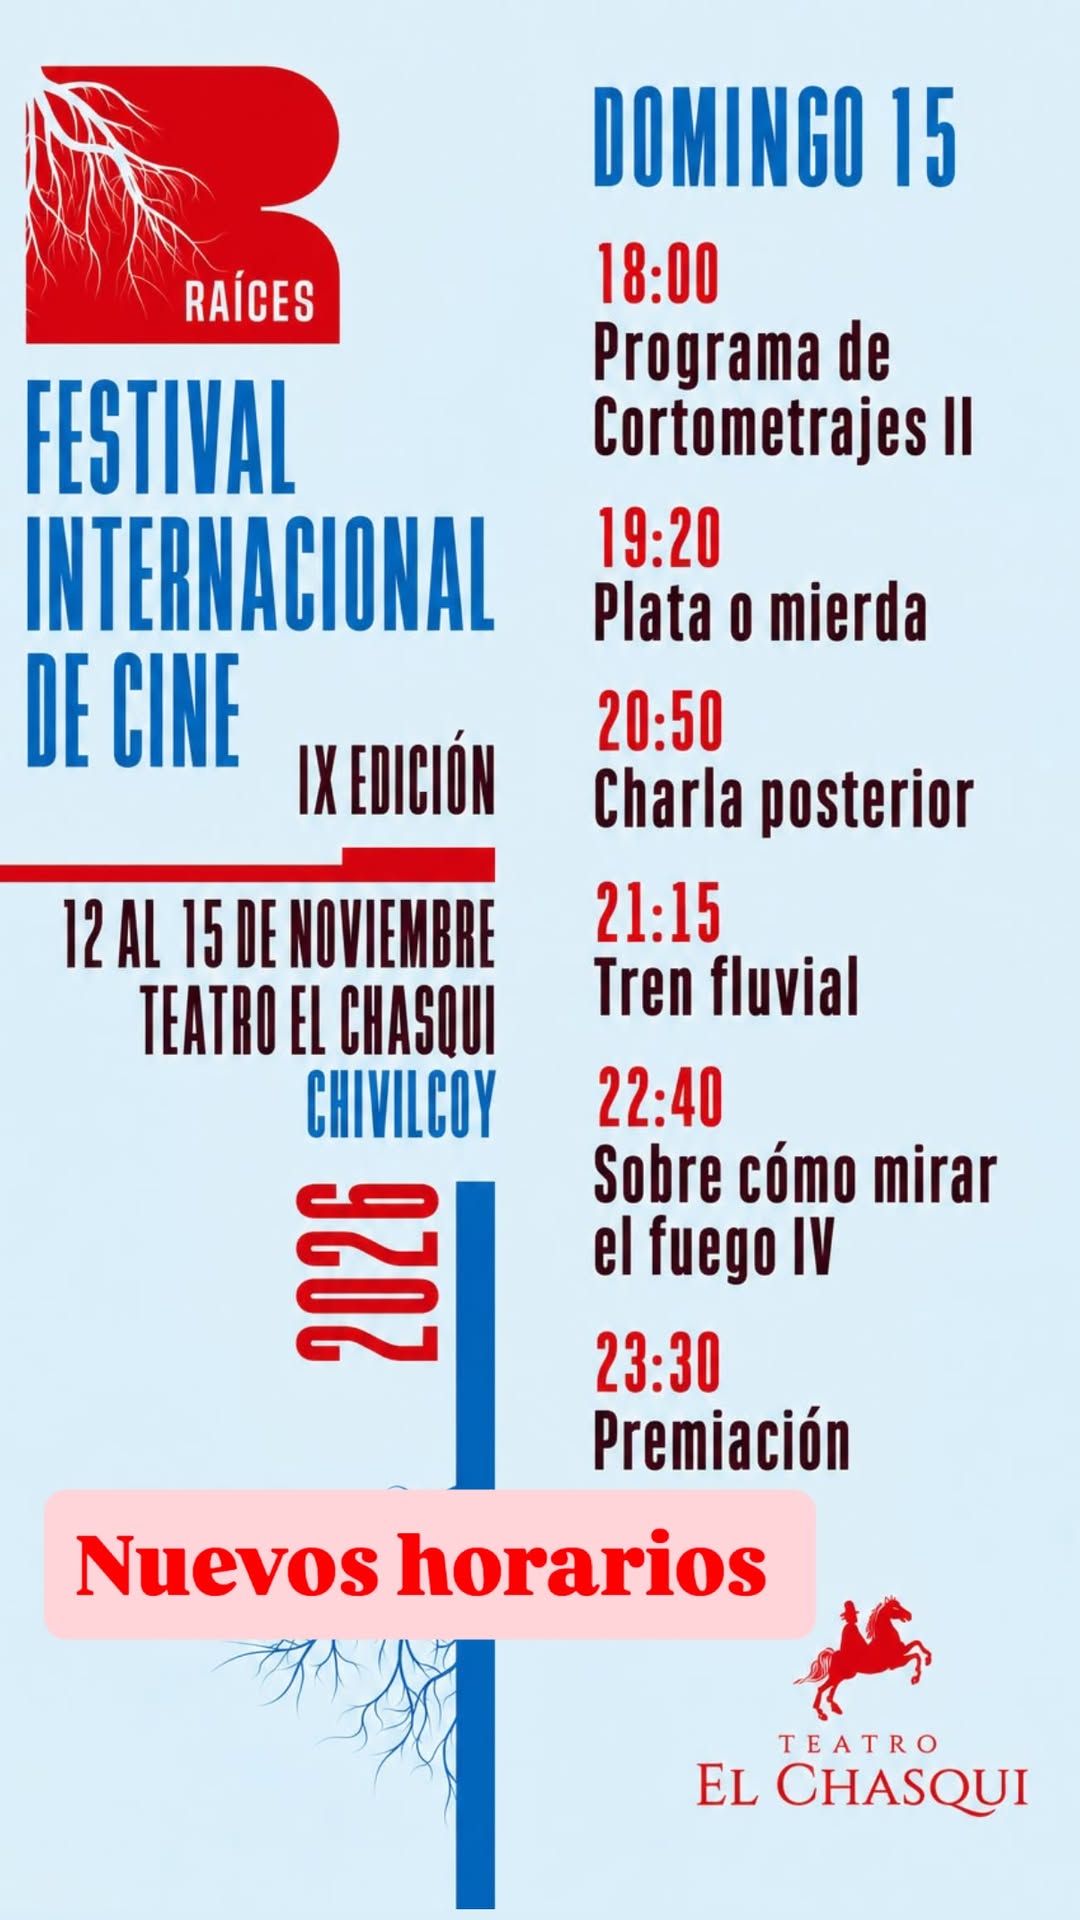 RAÍCES
FESTIVAL
INTERNACIONAL
DE CINE
IX EDICIÓN
12 AL 15 DE NOVIEMBRE
TEATRO EL CHASQUI
CHIVILCOY
2026
DOMINGO 15
18:00
Programa de
Cortometrajes II
19:20
Plata o mierda
20:50
Charla posterior
21:15
Tren fluvial
22:40
Sobre cómo mirar
el fuego IV
23:30
Premiación
Nuevos horarios
TEATRO
EL CHASQUI